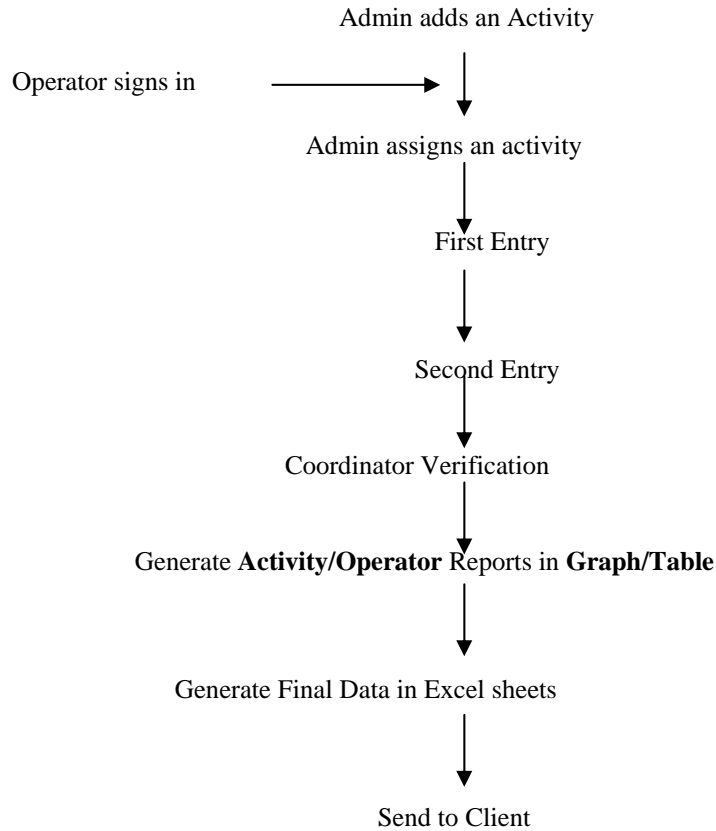 Admin adds an Activity
Operator signs in
Admin assigns an activity
First Entry
Second Entry
Coordinator Verification
Generate Activity/Operator Reports in Graph/Table
Generate Final Data in Excel sheets
Send to Client